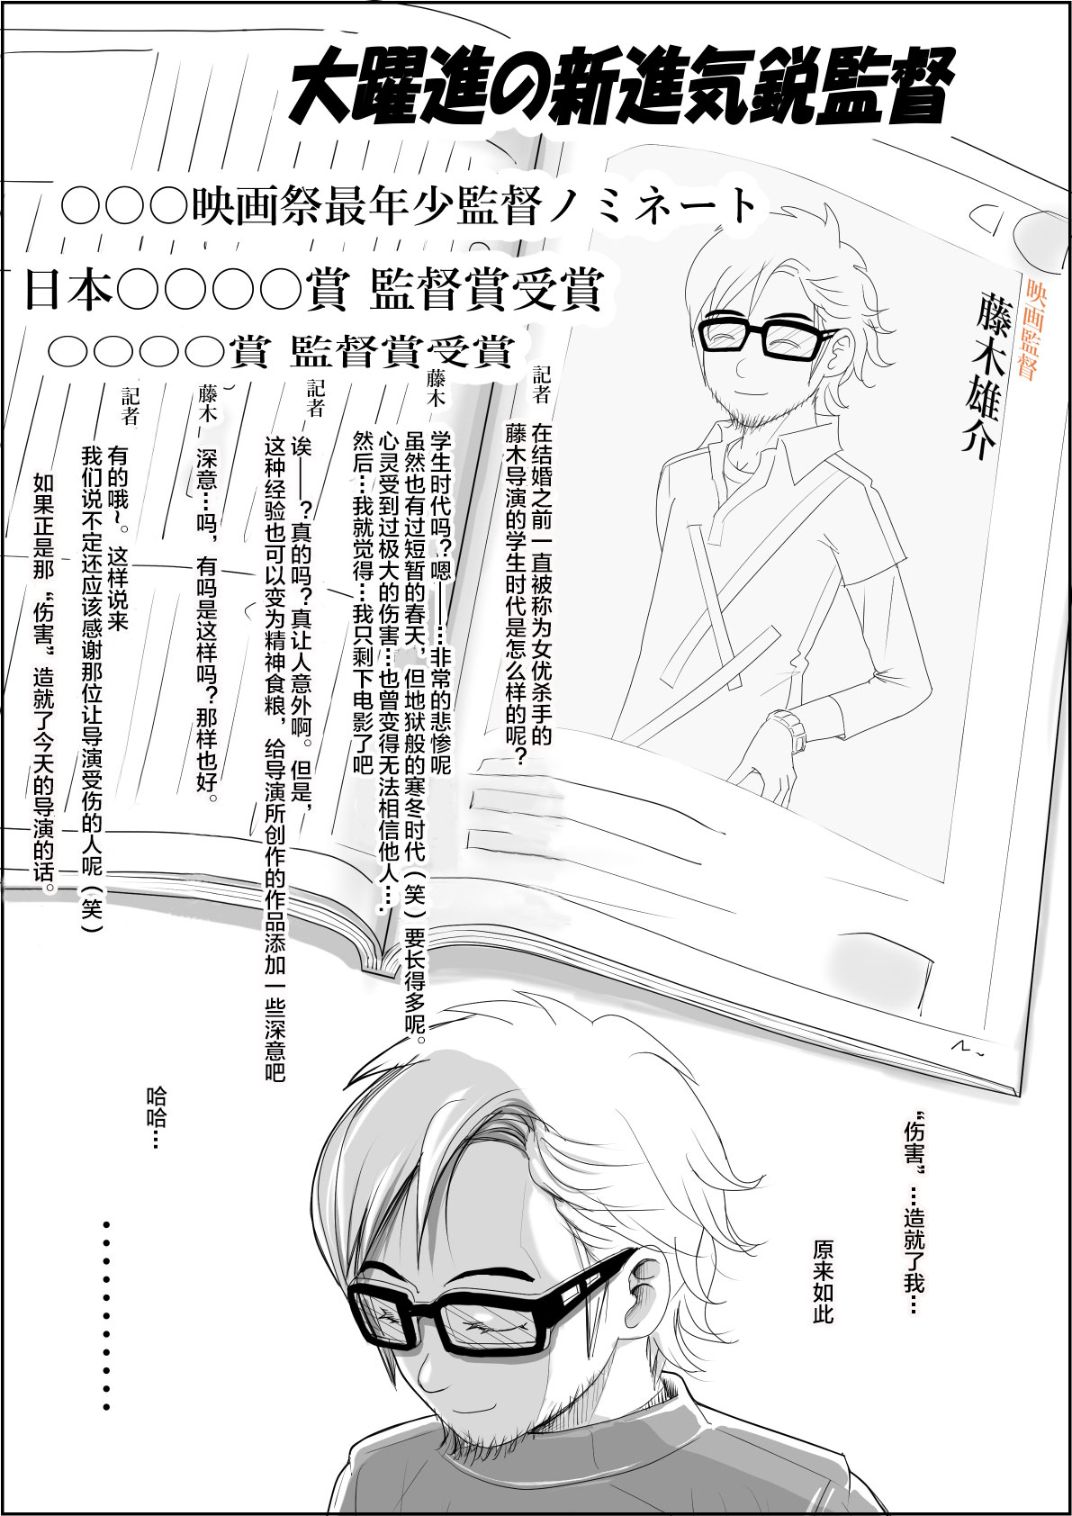 大躍進の新進気鋭監督
〇〇〇映画祭最年少監督ノミネート
日本〇〇〇〇賞 監督賞受賞
〇〇〇〇賞 監督賞受賞
映画監督
藤木雄介
記者
在结婚之前一直被称为女优杀手的
藤木导演的学生时代是怎么样的呢?
藤木
学生时代吗?嗯——…非常的悲惨呢
虽然也有过短暂的春天,但地狱般的寒冬时代(笑)要长得多呢。
心灵受到过极大的伤害…也曾变得无法相信他人…
然后…我就觉得…我只剩下电影了吧
記者
诶——?真的吗?真让人意外啊。但是,
这种经验也可以变为精神食粮,给导演所创作的作品添加一些深意吧
藤木
深意…吗,有吗是这样吗?那样也好。
記者
有的哦~。这样说来
我们说不定还应该感谢那位让导演受伤的人呢(笑)
如果正是那“伤害”造就了今天的导演的话。
“伤害”…造就了我…
原来如此
哈哈…
…………